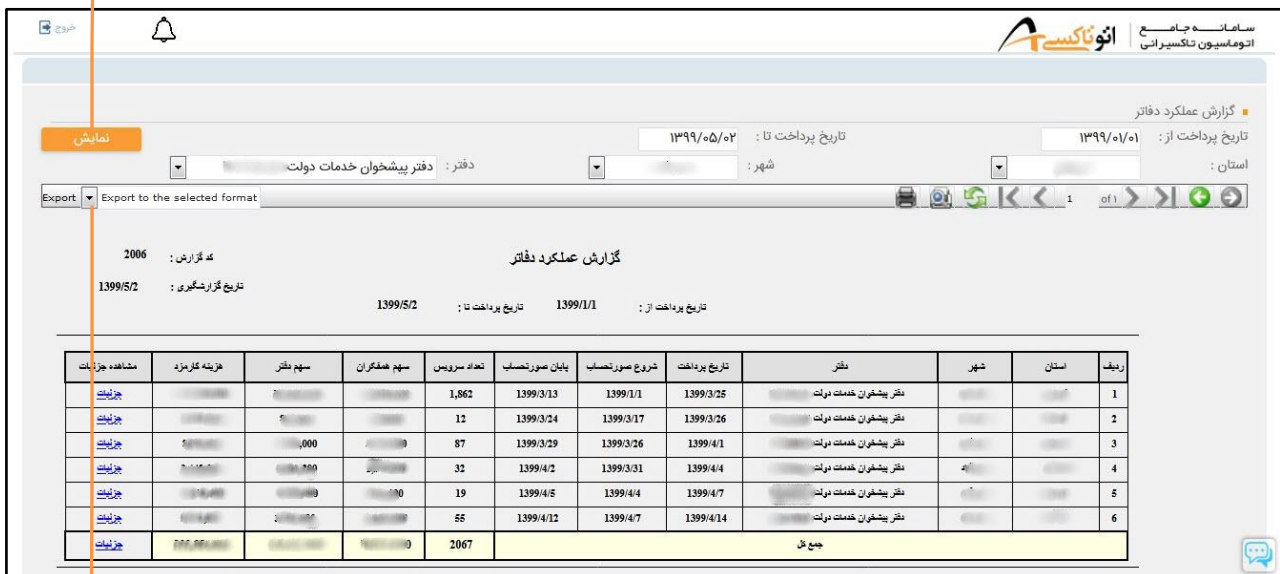 سامانه جامع
اتوماسیون تاکسیرانی
اتوتاکسی
خروج
گزارش عملکرد دفاتر
تاریخ پرداخت از : ۱۳۹۹/۰۱/۰۱ تاریخ پرداخت تا : ۱۳۹۹/۰۵/۰۲ نمایش
استان : شهر : دفتر : دفتر پیشخوان خدمات دولت
Export Export to the selected format 1 of ۱
گزارش عملکرد دفاتر کد گزارش : 2006
تاریخ گزارشگیری : 1399/5/2
تاریخ پرداخت از : 1399/1/1 تاریخ پرداخت تا : 1399/5/2
ردیف استان شهر دفتر تاریخ پرداخت شروع صورتحساب پایان صورتحساب تعداد سرویس سهم همفکران سهم دفتر هزینه کارمزد مشاهده جزئیات
1 دفتر پیشخوان خدمات دولت 1399/3/25 1399/1/1 1399/3/13 1,862 جزئیات
2 دفتر پیشخوان خدمات دولت 1399/3/26 1399/3/17 1399/3/24 12 جزئیات
3 دفتر پیشخوان خدمات دولت 1399/4/1 1399/3/26 1399/3/29 87 جزئیات
4 دفتر پیشخوان خدمات دولت 1399/4/4 1399/3/31 1399/4/2 32 جزئیات
5 دفتر پیشخوان خدمات دولت 1399/4/7 1399/4/4 1399/4/5 19 جزئیات
6 دفتر پیشخوان خدمات دولت 1399/4/14 1399/4/7 1399/4/12 55 جزئیات
جمع کل 2067 جزئیات